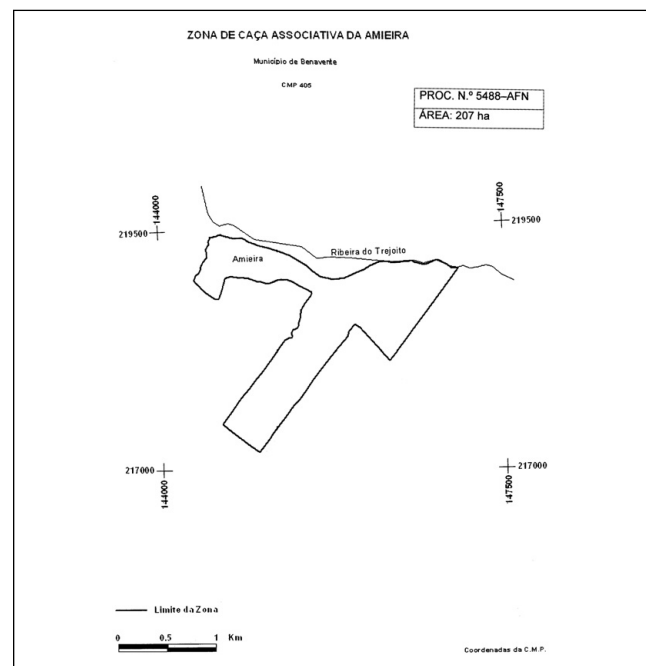 ZONA DE CAÇA ASSOCIATIVA DA AMIEIRA
Município de Benavente
CMP 405
PROC. N.º 5488–AFN
ÁREA: 207 ha
144000
147500
219500
219500
Ribeira do Trejoito
Amieira
217000
217000
144000
147500
Limite da Zona
0 0.5 1 Km
Coordenadas da C.M.P.